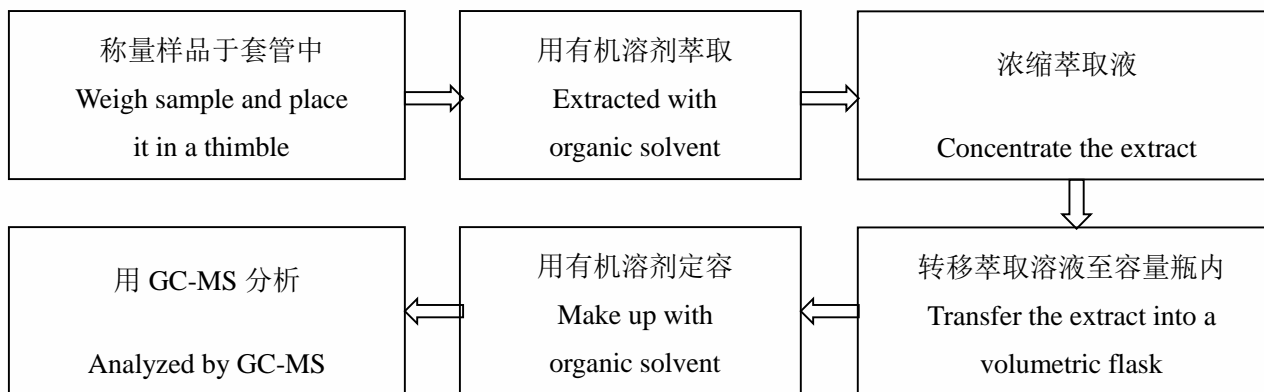 称量样品于套管中
Weigh sample and place
it in a thimble
用有机溶剂萃取
Extracted with
organic solvent
浓缩萃取液
Concentrate the extract
转移萃取溶液至容量瓶内
Transfer the extract into a
volumetric flask
用有机溶剂定容
Make up with
organic solvent
用 GC-MS 分析
Analyzed by GC-MS